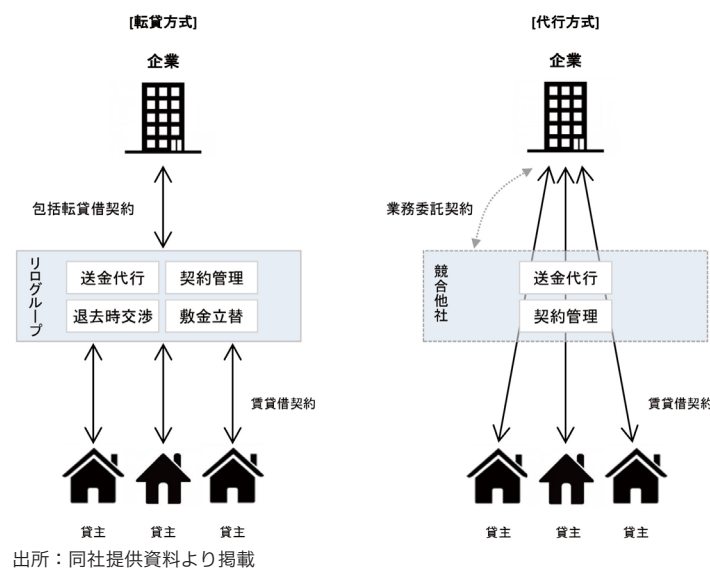 [転貸方式]
企業
包括転貸借契約
リログループ
送金代行
契約管理
退去時交渉
敷金立替
賃貸借契約
貸主
貸主
貸主
[代行方式]
企業
業務委託契約
競合他社
送金代行
契約管理
賃貸借契約
貸主
貸主
貸主
出所：同社提供資料より掲載